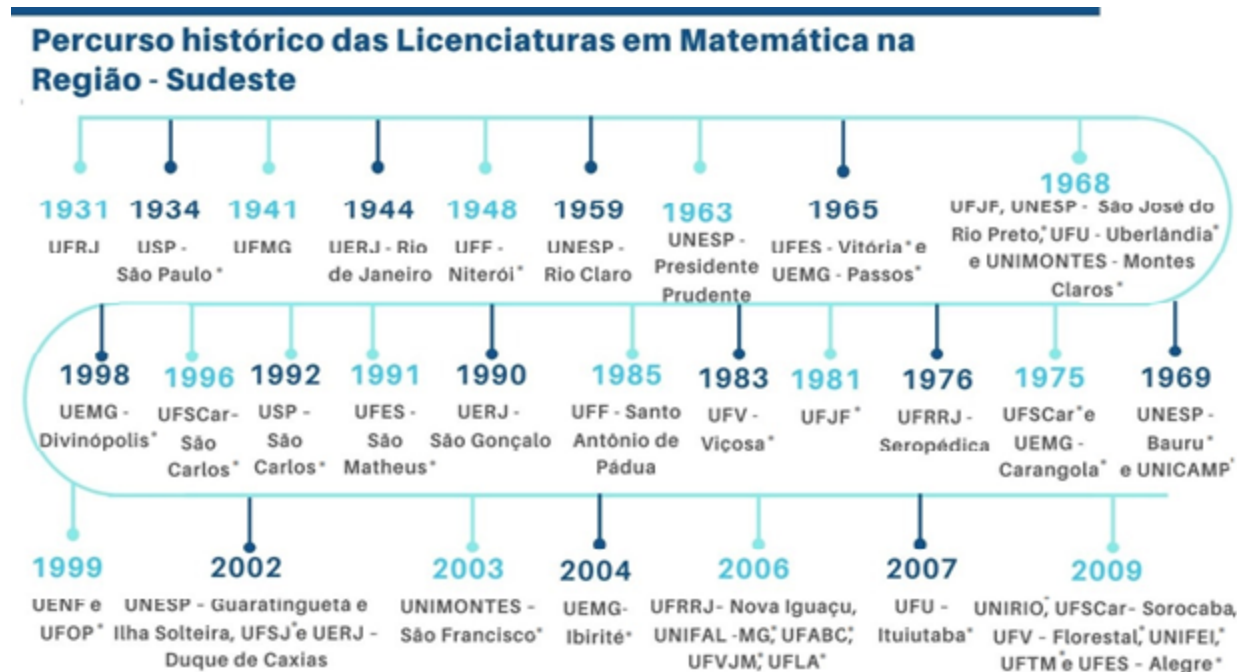 Percurso histórico das Licenciaturas em Matemática na
Região - Sudeste
1931
UFRJ
1934
USP -
São Paulo*
1941
UFMG
1944
UERJ - Rio
de Janeiro
1948
UFF -
Niterói*
1959
UNESP -
Rio Claro
1963
UNESP -
Presidente
Prudente
1965
UFES - Vitória* e
UEMG - Passos*
1968
UFJF, UNESP - São José do
Rio Preto,* UFU - Uberlândia*
e UNIMONTES - Montes
Claros*
1998
UEMG -
Divinópolis*
1996
UFSCar-
São
Carlos*
1992
USP -
São
Carlos*
1991
UFES -
São
Matheus*
1990
UERJ -
São Gonçalo
1985
UFF - Santo
Antônio de
Pádua
1983
UFV -
Viçosa*
1981
UFJF*
1976
UFRRJ-
Seropédica
1975
UFSCar* e
UEMG -
Carangola*
1969
UNESP -
Bauru*
e UNICAMP*
1999
UENF e
UFOP*
2002
UNESP - Guaratinguetá e
Ilha Solteira, UFSJ* e UERJ -
Duque de Caxias
2003
UNIMONTES -
São Francisco*
2004
UEMG-
Ibirité*
2006
UFRRJ- Nova Iguaçu,
UNIFAL -MG,* UFABC,*
UFVJM,* UFLA*
2007
UFU -
Ituiutaba*
2009
UNIRIO,* UFSCar- Sorocaba,
UFV - Florestal,* UNIFEI,*
UFTM* e UFES - Alegre*